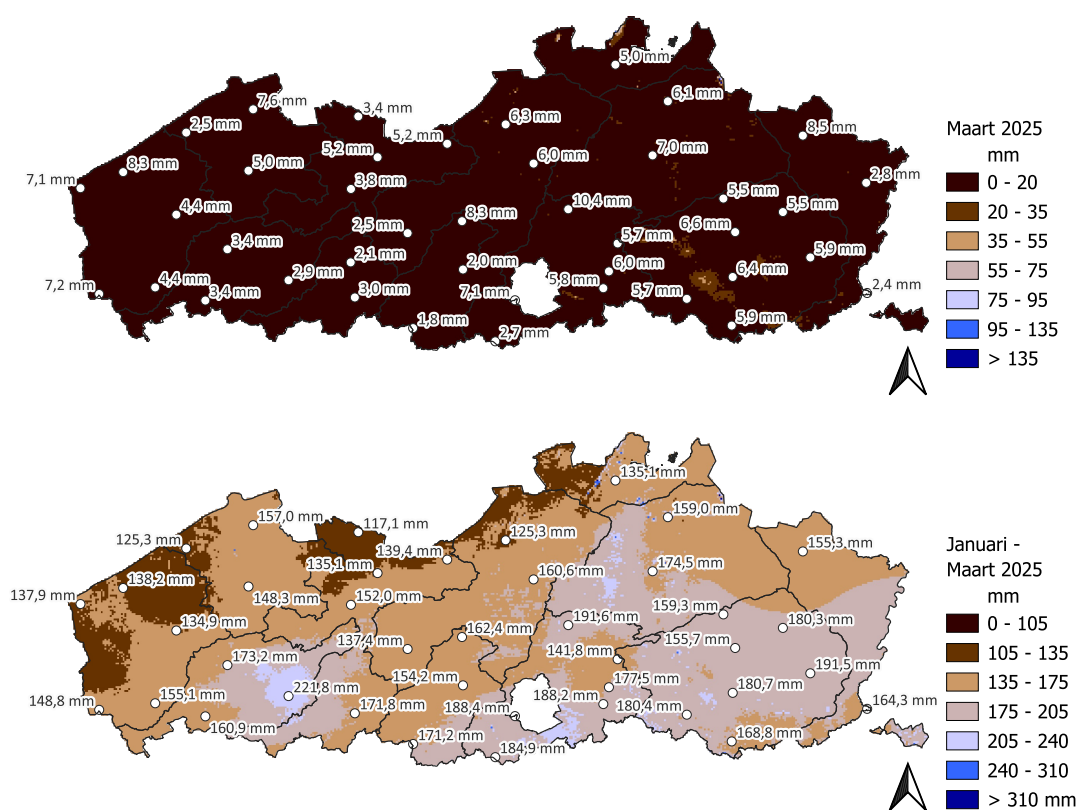 5,0 mm
6,1 mm
7,6 mm
3,4 mm
6,3 mm
2,5 mm
5,2 mm
8,5 mm
5,2 mm
7,0 mm
8,3 mm
5,0 mm
6,0 mm
7,1 mm
3,8 mm
2,8 mm
5,5 mm
4,4 mm
10,4 mm
5,5 mm
8,3 mm
2,5 mm
6,6 mm
3,4 mm
5,7 mm
2,1 mm
5,9 mm
2,0 mm
6,0 mm
2,9 mm
6,4 mm
4,4 mm
5,8 mm
7,2 mm
3,4 mm
3,0 mm
7,1 mm
5,7 mm
2,4 mm
1,8 mm
2,7 mm
5,9 mm
Maart 2025
mm
0 - 20
20 - 35
35 - 55
55 - 75
75 - 95
95 - 135
> 135
135,1 mm
159,0 mm
157,0 mm
117,1 mm
125,3 mm
125,3 mm
139,4 mm
155,3 mm
135,1 mm
174,5 mm
138,2 mm
148,3 mm
160,6 mm
137,9 mm
152,0 mm
159,3 mm
134,9 mm
191,6 mm
180,3 mm
162,4 mm
137,4 mm
155,7 mm
173,2 mm
141,8 mm
191,5 mm
154,2 mm
177,5 mm
221,8 mm
180,7 mm
155,1 mm
188,2 mm
148,8 mm
160,9 mm
171,8 mm
188,4 mm
180,4 mm
164,3 mm
171,2 mm
184,9 mm
168,8 mm
Januari -
Maart 2025
mm
0 - 105
105 - 135
135 - 175
175 - 205
205 - 240
240 - 310
> 310 mm